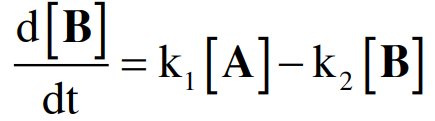 d[B]/dt = k₁[A] − k₂[B]